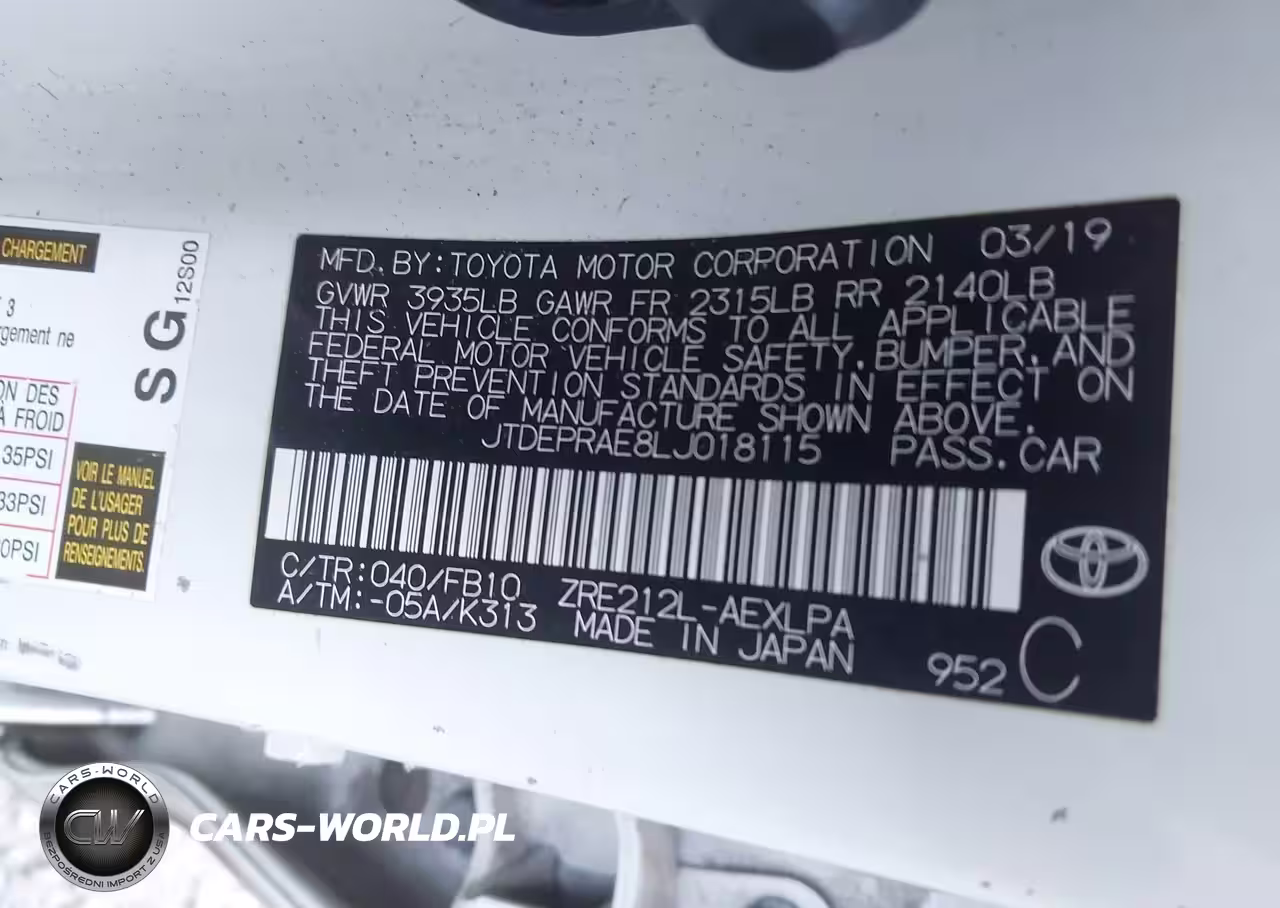 CHARGEMENT
3
rgement ne
ON DES
À FROID
35PSI
33PSI
0PSI
VOIR LE MANUEL
DE L'USAGER
POUR PLUS DE
RENSEIGNEMENTS.
S G 12S00
MFD. BY: TOYOTA MOTOR CORPORATION 03/19
GVWR 3935LB GAWR FR 2315LB RR 2140LB
THIS VEHICLE CONFORMS TO ALL APPLICABLE
FEDERAL MOTOR VEHICLE SAFETY, BUMPER, AND
THEFT PREVENTION STANDARDS IN EFFECT ON
THE DATE OF MANUFACTURE SHOWN ABOVE.
JTDEPRAE8LJ018115 PASS. CAR
C/TR: 040/FB10 ZRE212L-AEXLPA
A/TM: -05A/K313 MADE IN JAPAN
952 C
CARS-WORLD
CW
BEZPOŚREDNI IMPORT Z USA
CARS-WORLD.PL